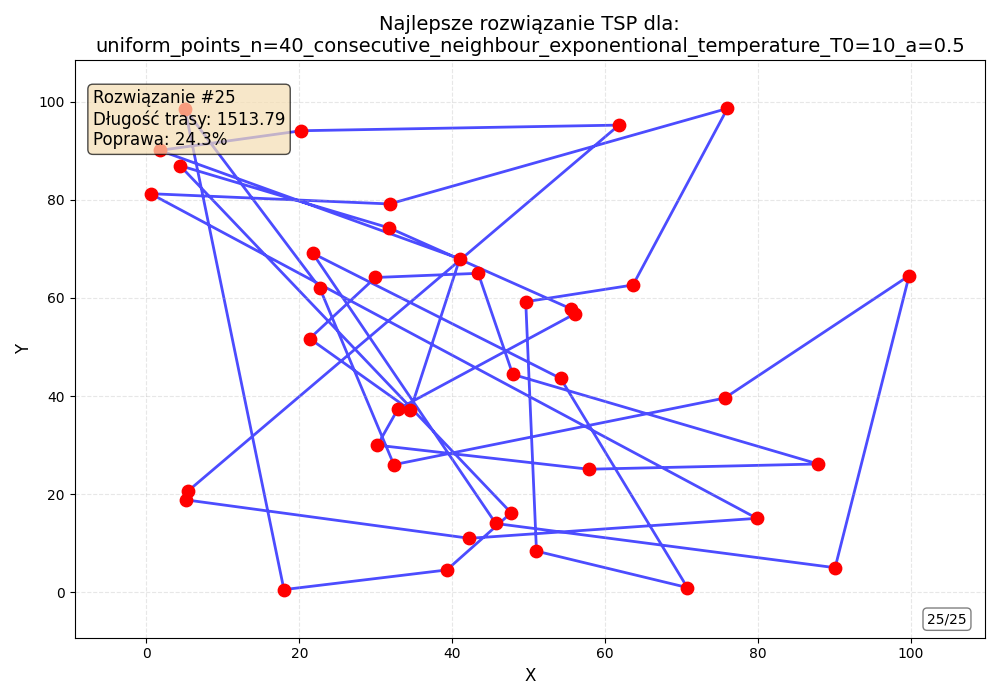 Najlepsze rozwiązanie TSP dla:
uniform_points_n=40_consecutive_neighbour_exponentional_temperature_T0=10_a=0.5
Rozwiązanie #25
Długość trasy: 1513.79
Poprawa: 24.3%
100
80
60
40
20
0
Y
25/25
0 20 40 60 80 100
X